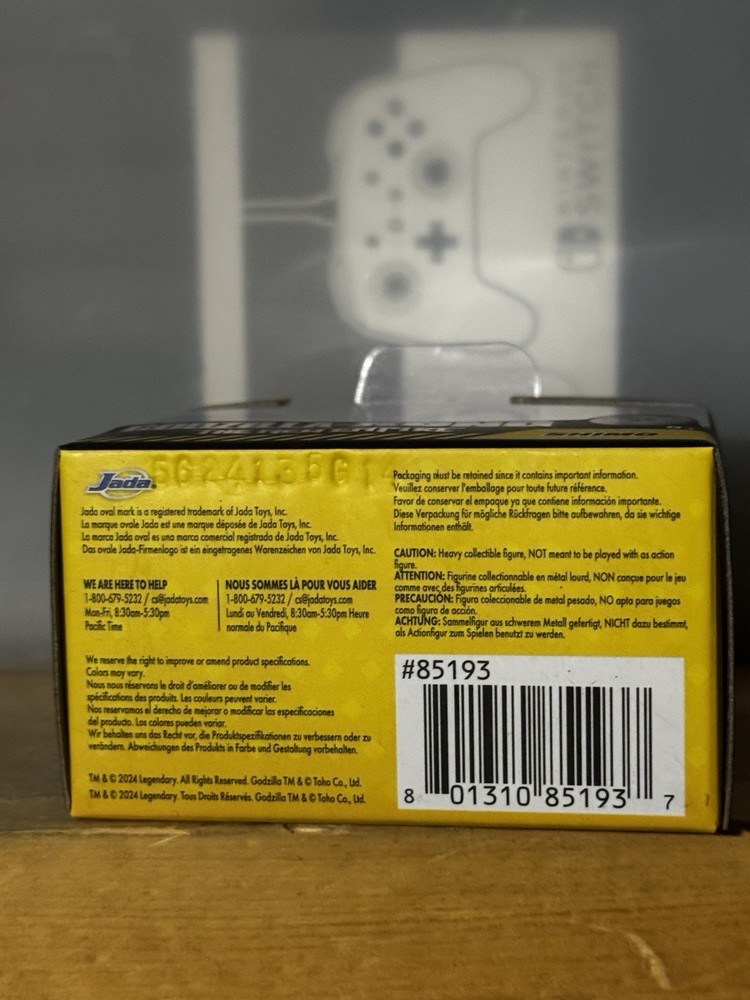 NINTENDO
SWITCH
SHIMO
Jada
Jada oval mark is a registered trademark of Jada Toys, Inc.
La marque ovale Jada est une marque déposée de Jada Toys, Inc.
La marca Jada oval es una marca comercial registrada de Jada Toys, Inc.
Das ovale Jada-Firmenlogo ist ein eingetragenes Warenzeichen von Jada Toys, Inc.
WE ARE HERE TO HELP
1-800-679-5232 / cs@jadatoys.com
Mon-Fri, 8:30am-5:30pm
Pacific Time
NOUS SOMMES LÀ POUR VOUS AIDER
1-800-679-5232 / cs@jadatoys.com
Lundi au Vendredi, 8:30am-5:30pm Heure
normale du Pacifique
We reserve the right to improve or amend product specifications.
Colors may vary.
Nous nous réservons le droit d'améliorer ou de modifier les
spécifications des produits. Les couleurs peuvent varier.
Nos reservamos el derecho de mejorar o modificar las especificaciones
del producto. Los colores pueden variar.
Wir behalten uns das Recht vor, die Produktspezifikationen zu verbessern oder zu
verändern. Abweichungen des Produkts in Farbe und Gestaltung vorbehalten.
TM & © 2024 Legendary. All Rights Reserved. Godzilla TM & © Toho Co., Ltd.
TM & © 2024 Legendary. Tous Droits Réservés. Godzilla TM & © Toho Co., Ltd.
Packaging must be retained since it contains important information.
Veuillez conserver l'emballage pour toute future référence.
Favor de conservar el empaque ya que contiene información importante.
Diese Verpackung für mögliche Rückfragen bitte aufbewahren, da sie wichtige
Informationen enthält.
CAUTION: Heavy collectible figure, NOT meant to be played with as action
figure.
ATTENTION: Figurine collectionnable en métal lourd, NON conçue pour le jeu
comme avec des figurines articulées.
PRECAUCIÓN: Figura coleccionable de metal pesado, NO apta para juegos
como figura de acción.
ACHTUNG: Sammelfigur aus schwerem Metall gefertigt, NICHT dazu bestimmt,
als Actionfigur zum Spielen benutzt zu werden.
#85193
8 01310 85193 7